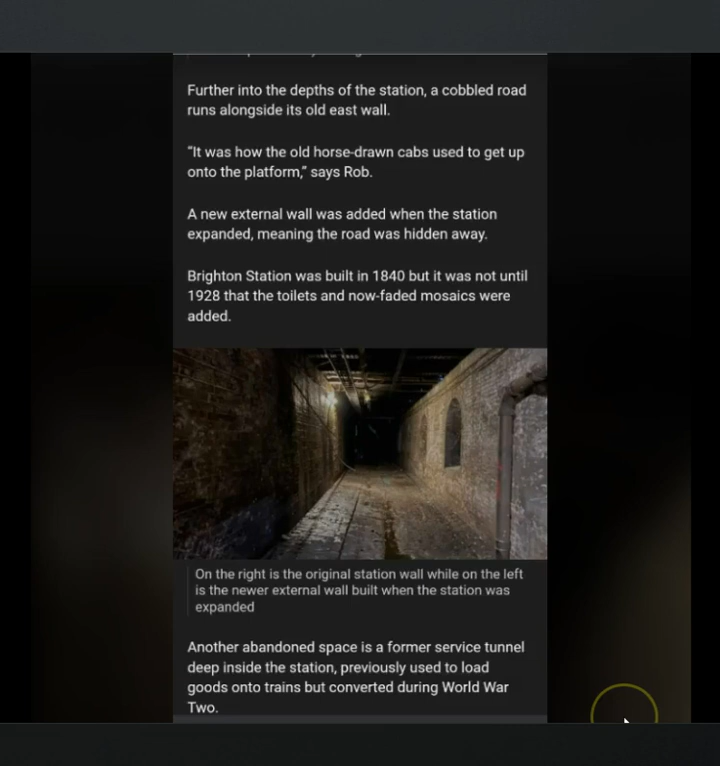 Further into the depths of the station, a cobbled road
runs alongside its old east wall.
“It was how the old horse-drawn cabs used to get up
onto the platform,” says Rob.
A new external wall was added when the station
expanded, meaning the road was hidden away.
Brighton Station was built in 1840 but it was not until
1928 that the toilets and now-faded mosaics were
added.
On the right is the original station wall while on the left
is the newer external wall built when the station was
expanded
Another abandoned space is a former service tunnel
deep inside the station, previously used to load
goods onto trains but converted during World War
Two.